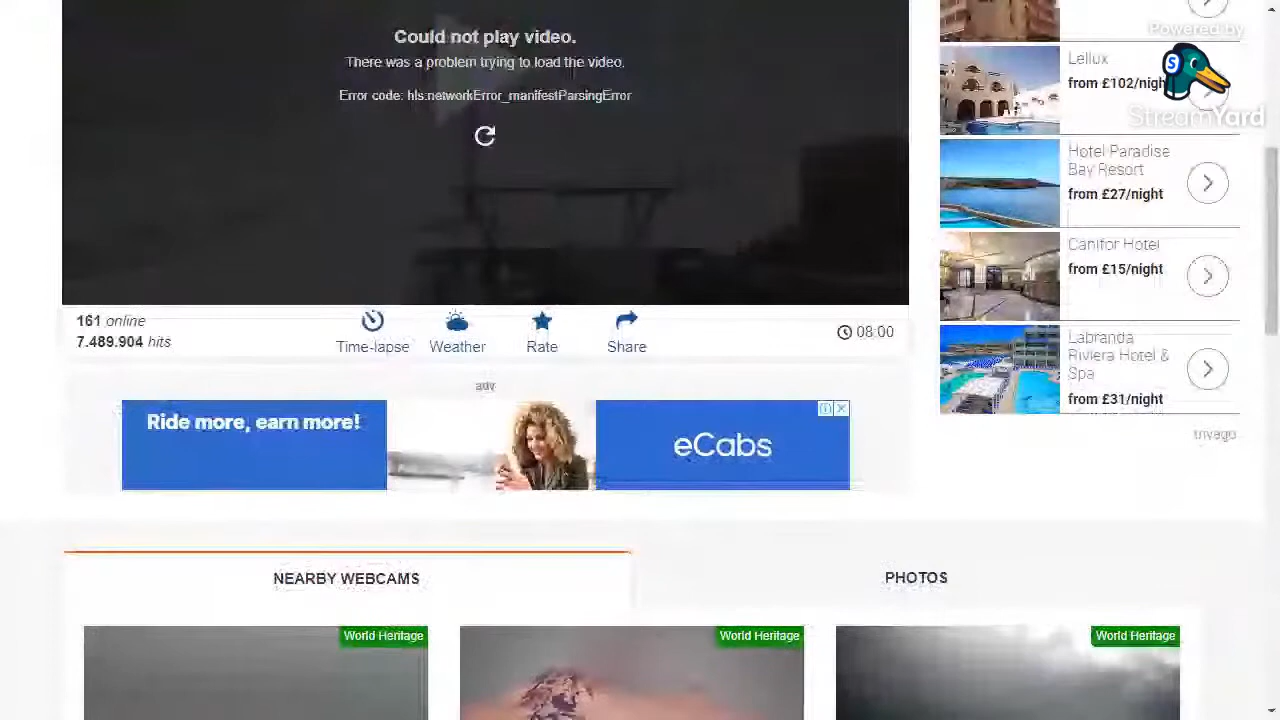 Could not play video.
There was a problem trying to load the video.
Error code: hls:networkError_manifestParsingError
161 online
7.489.904 hits
Time-lapse
Weather
Rate
Share
08:00
adv
Ride more, earn more!
eCabs
Powered by
StreamYard
Lellux
from £102/night
Hotel Paradise
Bay Resort
from £27/night
Canifor Hotel
from £15/night
Labranda
Riviera Hotel &
Spa
from £31/night
trivago
NEARBY WEBCAMS
PHOTOS
World Heritage
World Heritage
World Heritage